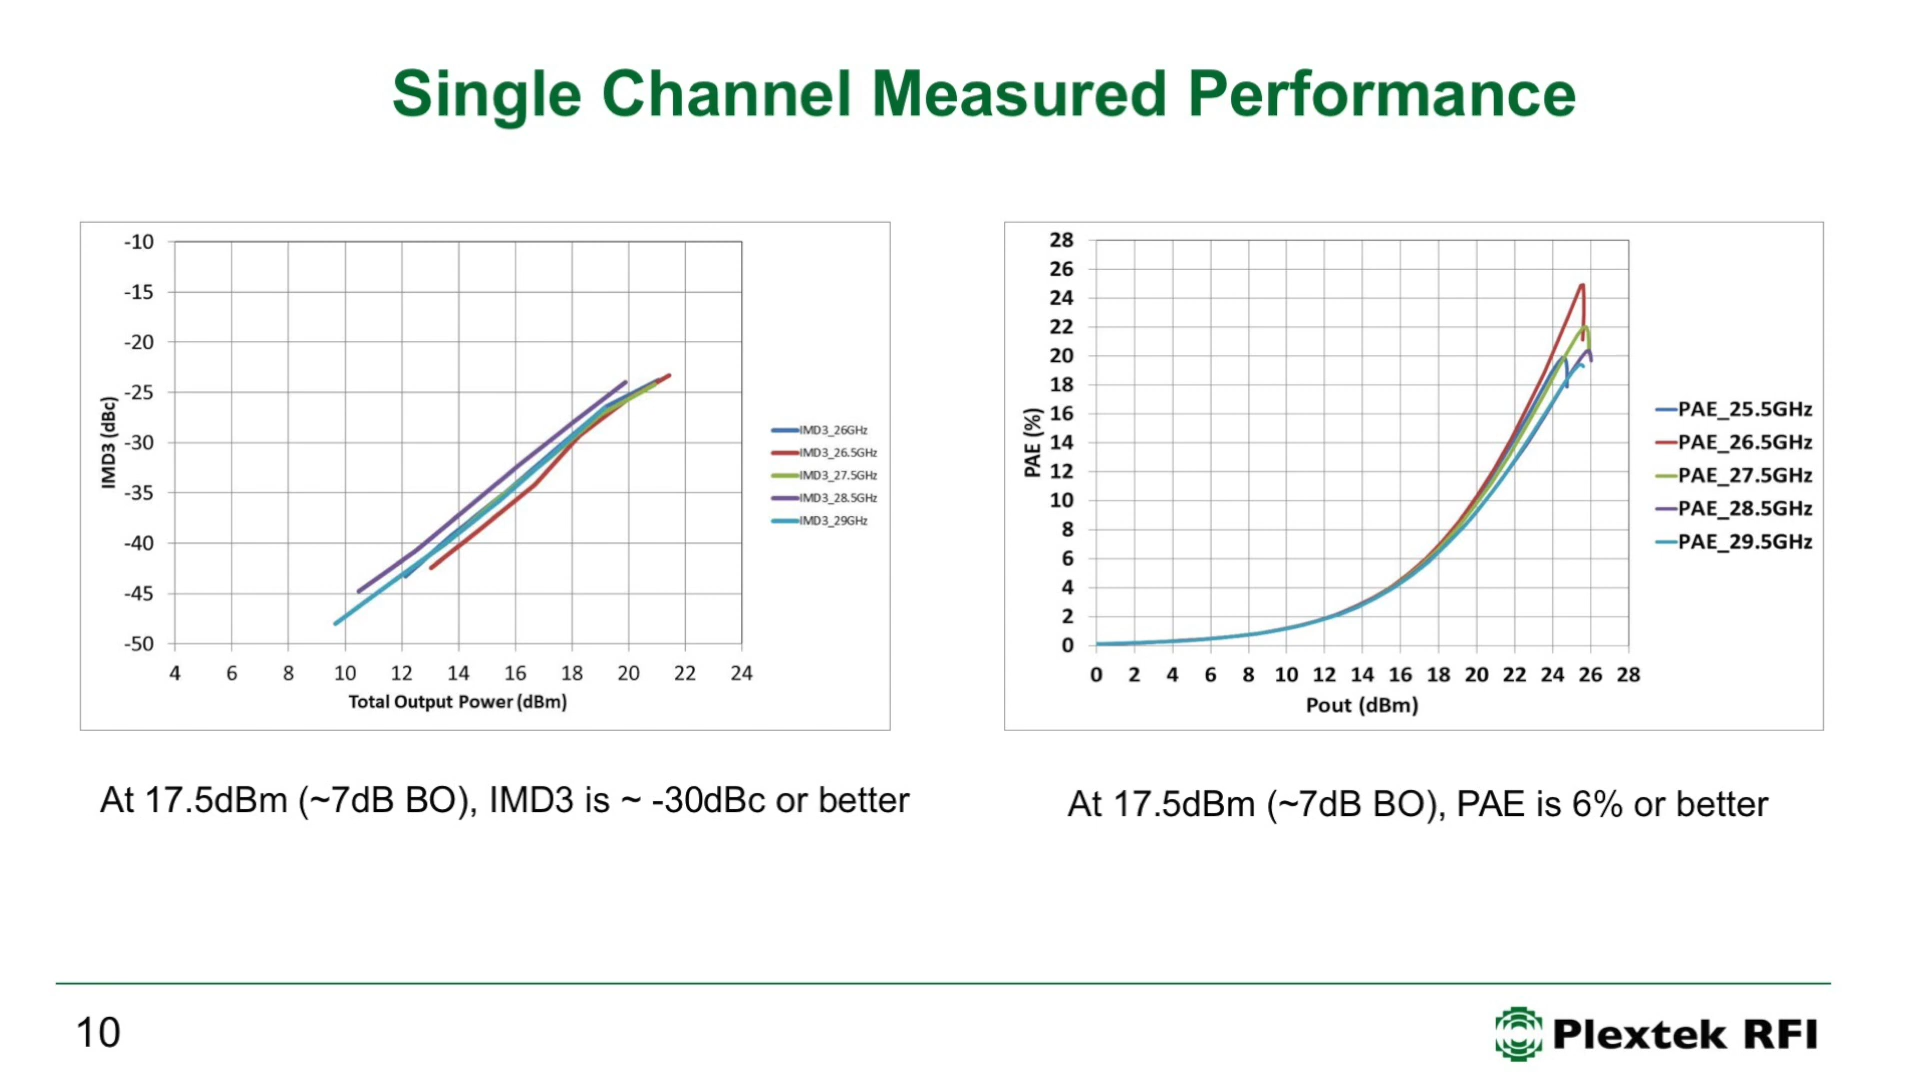 Single Channel Measured Performance
-10
-15
-20
-25
-30
-35
-40
-45
-50
IMD3 (dBc)
4 6 8 10 12 14 16 18 20 22 24
Total Output Power (dBm)
IMD3_26GHz
IMD3_26.5GHz
IMD3_27.5GHz
IMD3_28.5GHz
IMD3_29GHz
28
26
24
22
20
18
16
14
12
10
8
6
4
2
0
PAE (%)
0 2 4 6 8 10 12 14 16 18 20 22 24 26 28
Pout (dBm)
PAE_25.5GHz
PAE_26.5GHz
PAE_27.5GHz
PAE_28.5GHz
PAE_29.5GHz
At 17.5dBm (~7dB BO), IMD3 is ~ -30dBc or better
At 17.5dBm (~7dB BO), PAE is 6% or better
10
Plextek RFI